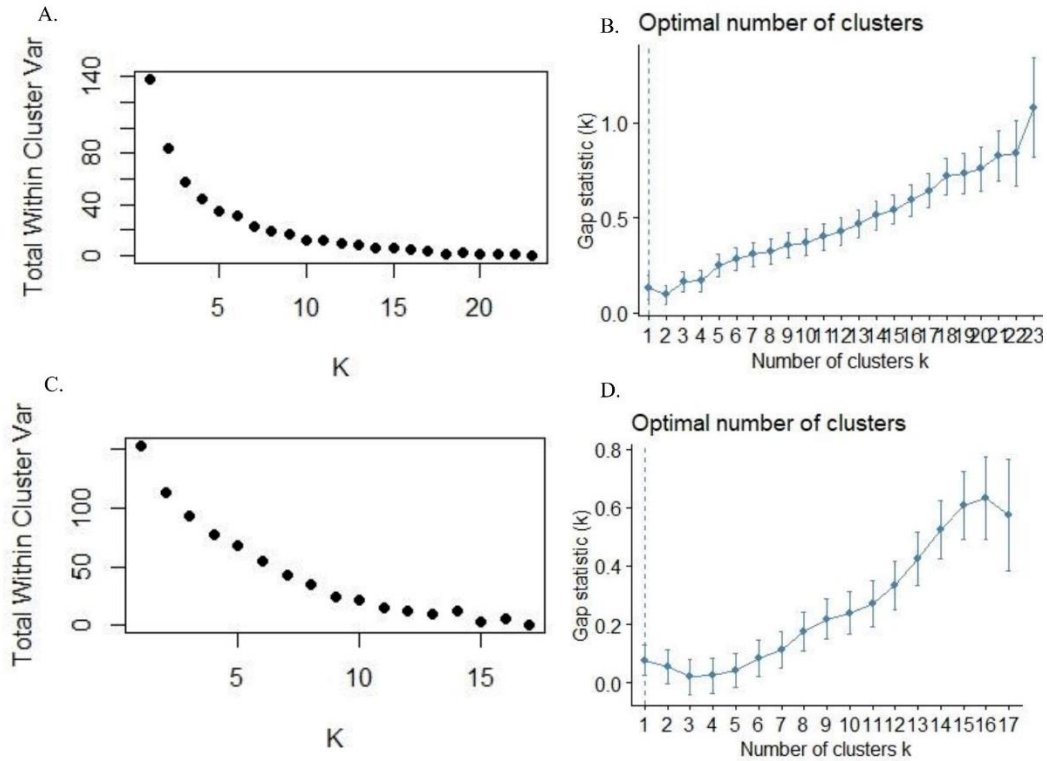 A.
Total Within Cluster Var
140
80
40
0
5 10 15 20
K
B.
Optimal number of clusters
Gap statistic (k)
1.0
0.5
0.0
1 2 3 4 5 6 7 8 9 10 11 12 13 14 15 16 17 18 19 20 21 22 23
Number of clusters k
C.
Total Within Cluster Var
100
50
0
5 10 15
K
D.
Optimal number of clusters
Gap statistic (k)
0.8
0.6
0.4
0.2
0.0
1 2 3 4 5 6 7 8 9 10 11 12 13 14 15 16 17
Number of clusters k